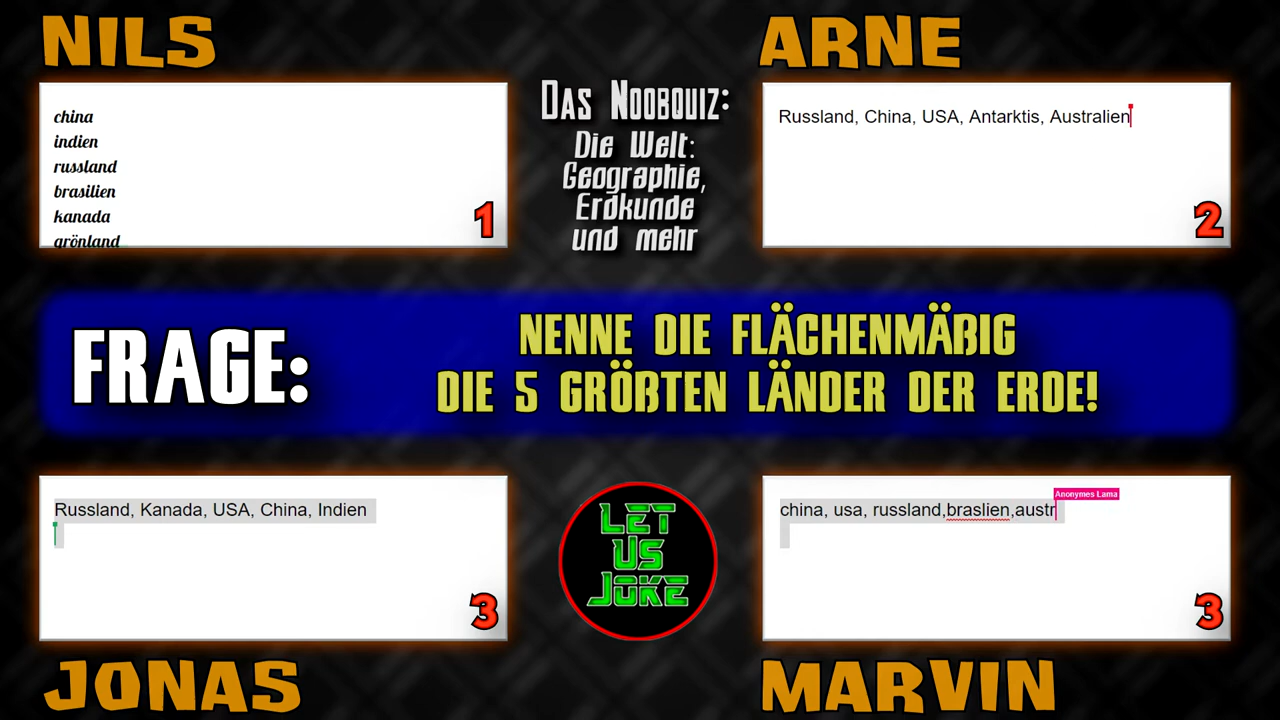 NILS
china
indien
russland
brasilien
kanada
grönland
1
Das Noobquiz:
Die Welt:
Geographie,
Erdkunde
und mehr
ARNE
Russland, China, USA, Antarktis, Australien
2
FRAGE:
NENNE DIE FLÄCHENMÄßIG
DIE 5 GRÖßTEN LÄNDER DER ERDE!
Russland, Kanada, USA, China, Indien
3
JONAS
LET
US
JOKE
Anonymes Lama
china, usa, russland,braslien,austr
3
MARVIN